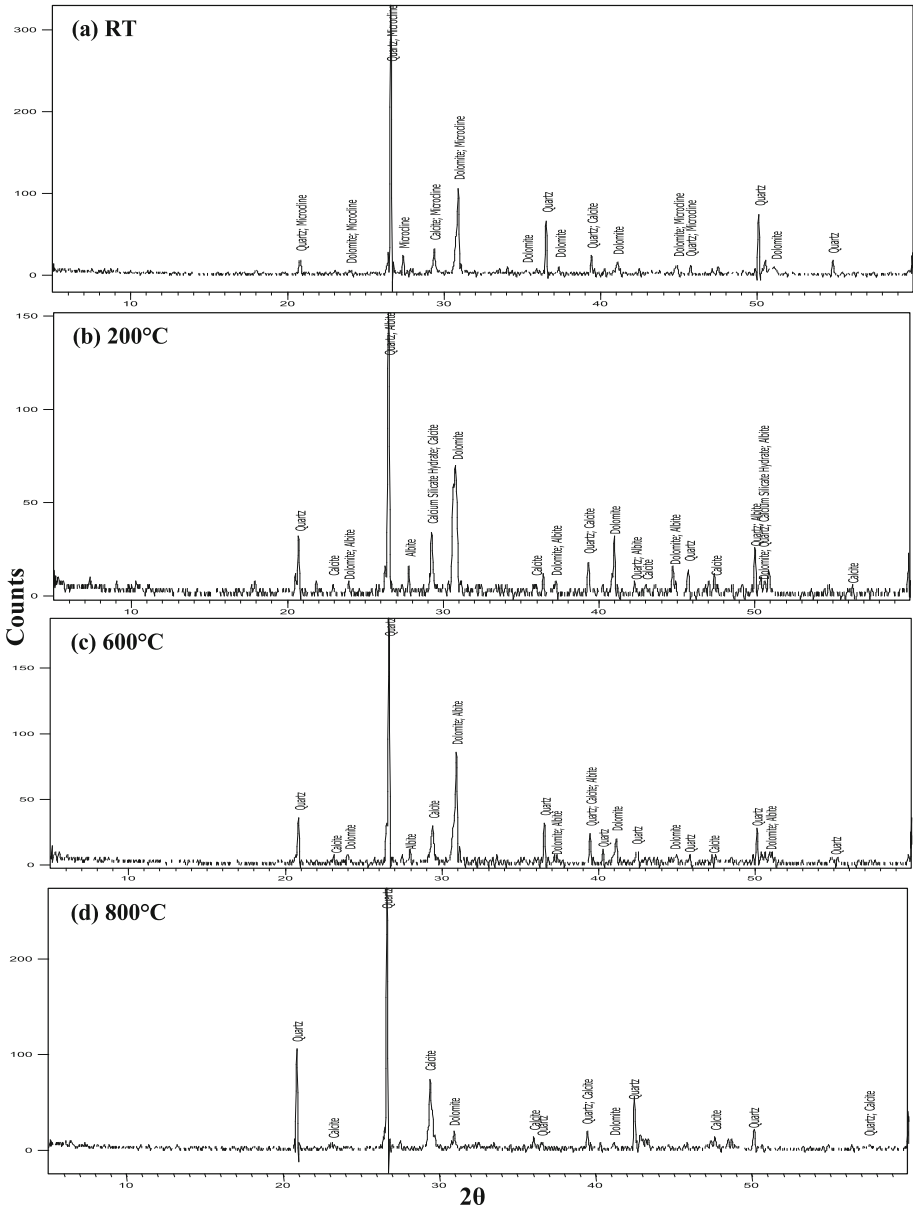 (a) RT
300
200
100
0
Quartz; Microcline
Dolomite; Microcline
Quartz; Microcline
Microcline
Calcite; Microcline
Dolomite; Microcline
Dolomite
Quartz
Dolomite
Quartz; Calcite
Dolomite
Dolomite; Microcline
Quartz; Microcline
Quartz
Dolomite
Quartz
10
20
30
40
50
(b) 200°C
150
100
50
0
Quartz
Calcite
Dolomite; Albite
Quartz; Albite
Albite
Calcium Silicate Hydrate; Calcite
Dolomite
Calcite
Dolomite; Albite
Quartz; Calcite
Dolomite
Quartz; Albite
Calcite
Dolomite; Albite
Quartz
Calcite
Quartz; Albite
Dolomite; Quartz; Calcium Silicate Hydrate; Albite
Calcite
10
20
30
40
50
Counts
(c) 600°C
150
100
50
0
Quartz
Calcite
Dolomite
Quartz
Albite
Calcite
Dolomite; Albite
Quartz
Dolomite; Albite
Quartz; Calcite; Albite
Quartz
Dolomite
Quartz
Dolomite
Quartz
Calcite
Quartz
Dolomite; Albite
Quartz
10
20
30
40
50
(d) 800°C
200
100
0
Quartz
Calcite
Quartz
Calcite
Dolomite
Calcite
Quartz
Quartz; Calcite
Dolomite
Quartz
Calcite
Quartz
Quartz; Calcite
10
20
30
40
50
2θ